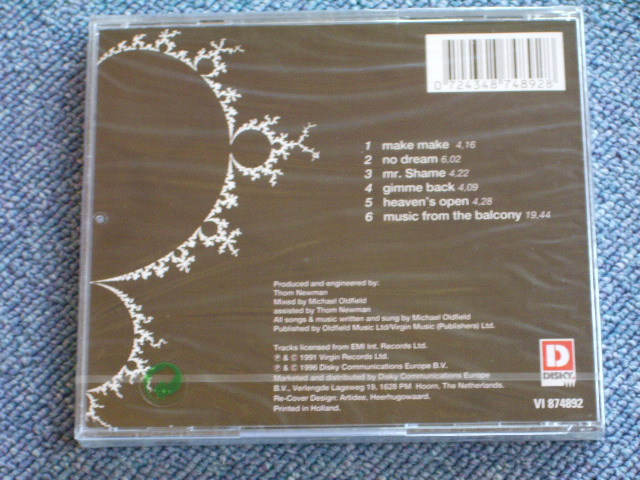 0 724348 748928
1 make make 4,16
2 no dream 6,02
3 mr. Shame 4,22
4 gimme back 4,09
5 heaven's open 4,28
6 music from the balcony 19,44
Produced and engineered by:
Thom Newman
Mixed by Michael Oldfield
assisted by Thom Newman
All songs & music written and sung by Michael Oldfield
Published by Oldfield Music Ltd/Virgin Music (Publishers) Ltd.
Tracks licensed from EMI Int. Records Ltd.
℗ & © 1991 Virgin Records Ltd.
℗ & © 1996 Disky Communications Europe B.V.
Marketed and distributed by Disky Communications Europe
B.V., Verlengde Lageweg 19, 1628 PM Hoorn, The Netherlands.
Re-Cover Design: Artidee, Heerhugowaard.
Printed in Holland.
D
DISKY
VI 874892